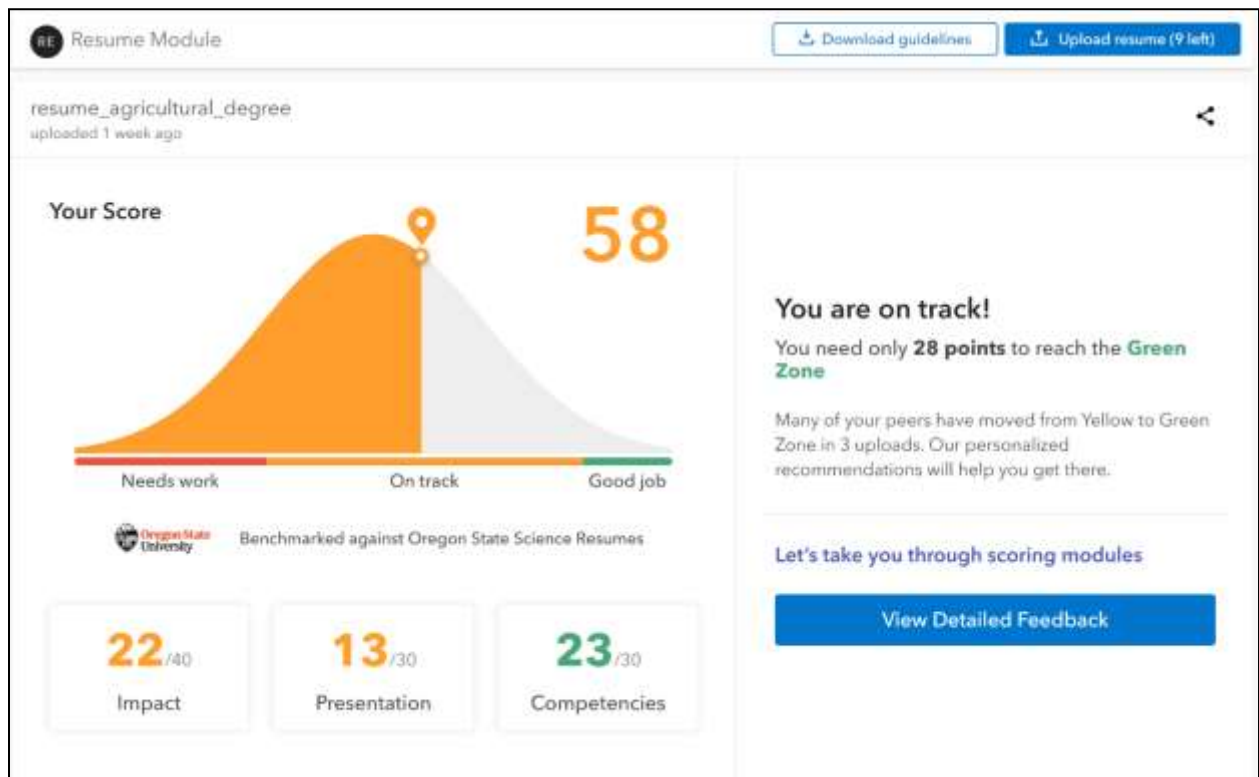 RE Resume Module
Download guidelines
Upload resume (9 left)
resume_agricultural_degree
uploaded 1 week ago
Your Score
58
Needs work
On track
Good job
Oregon State
University
Benchmarked against Oregon State Science Resumes
22/40
Impact
13/30
Presentation
23/30
Competencies
You are on track!
You need only 28 points to reach the Green
Zone
Many of your peers have moved from Yellow to Green
Zone in 3 uploads. Our personalized
recommendations will help you get there.
Let's take you through scoring modules
View Detailed Feedback